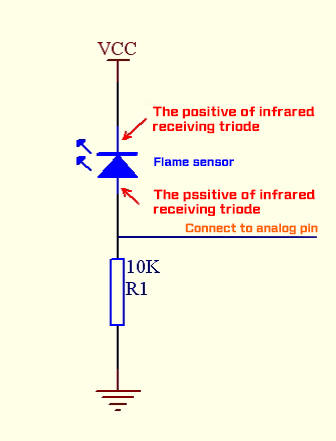 VCC
The positive of infrared
receiving triode
Flame sensor
The pssitive of infrared
receiving triode
Connect to analog pin
10K
R1